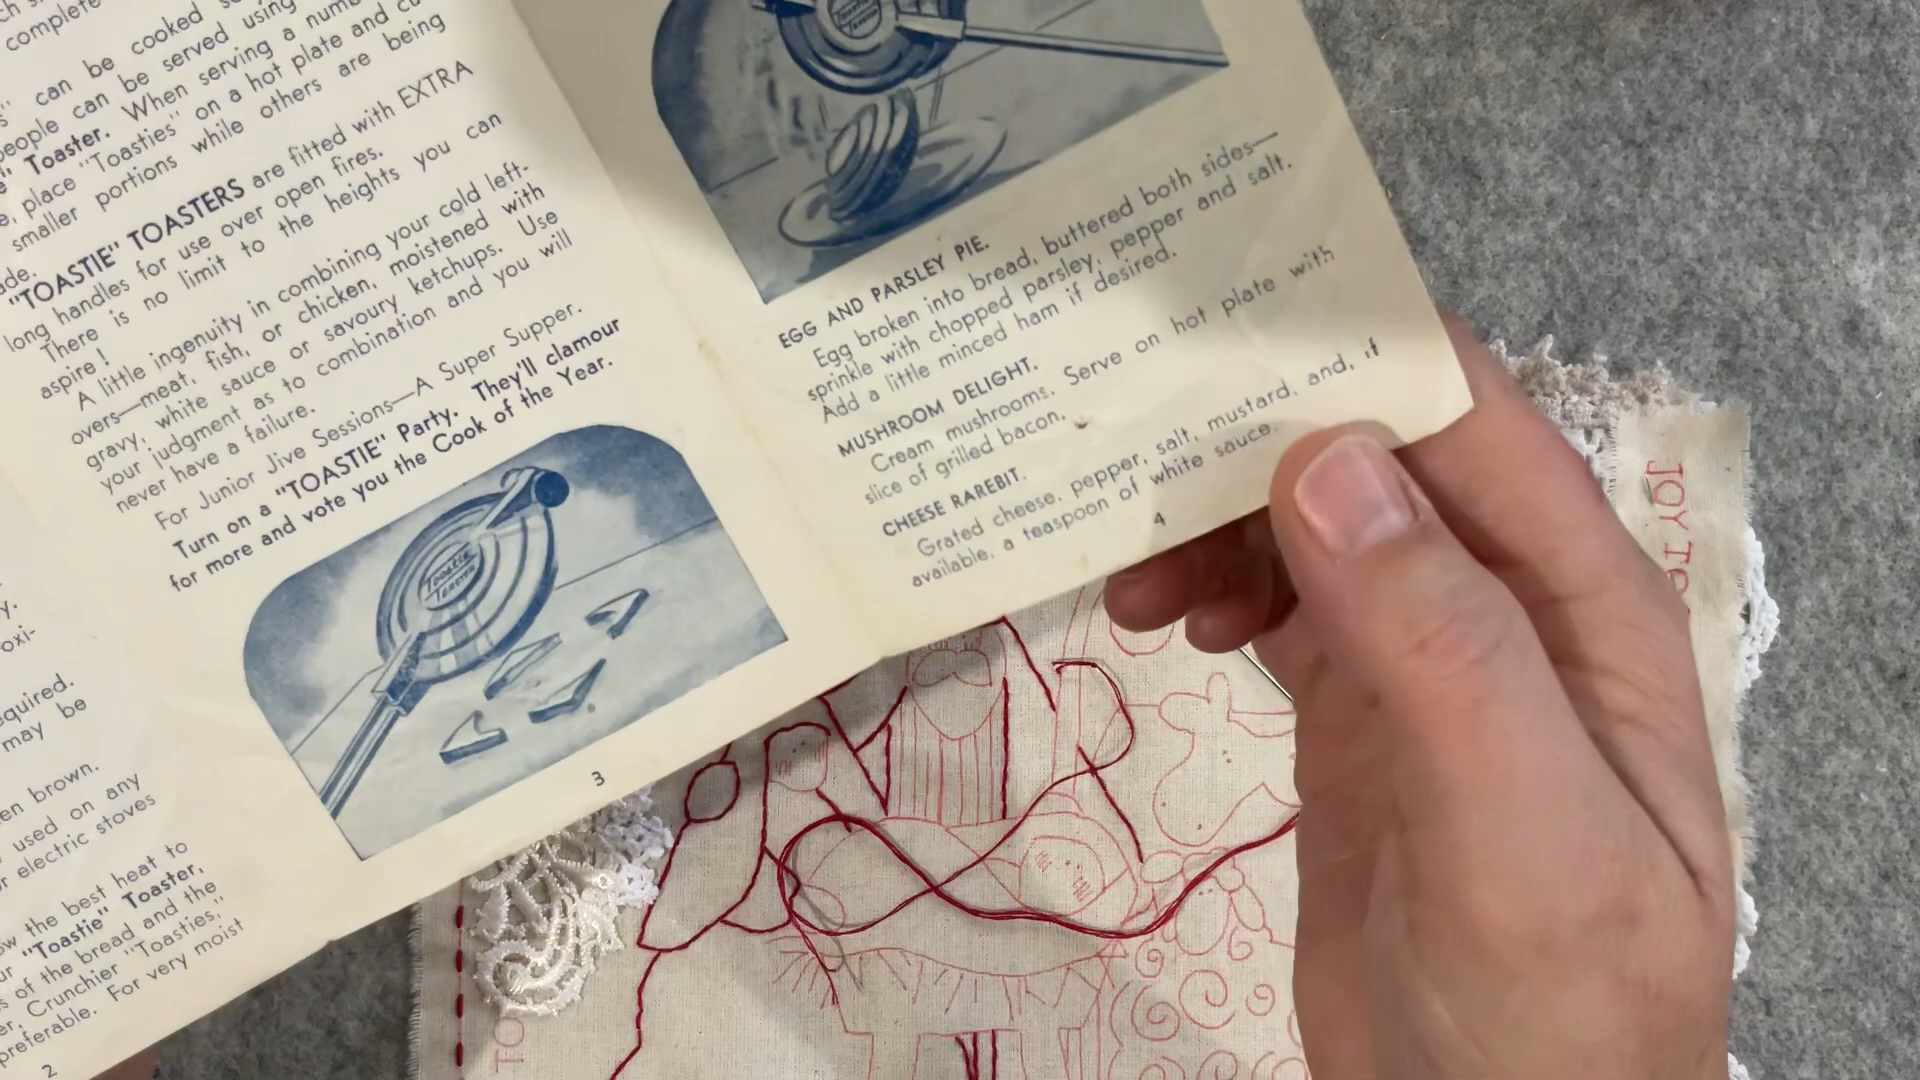 complete
can be cooked
people can be served using
Toaster. When serving a
place "Toasties" on a hot plate and
smaller portions while others are being
"TOASTIE" TOASTERS are fitted with EXTRA
long handles for use over open fires.
There is no limit to the heights you can
aspire!
A little ingenuity in combining your cold left-
overs—meat, fish, or chicken, moistened with
gravy, white sauce or savoury ketchups. Use
your judgment as to combination and you will
never have a failure.
For Junior Jive Sessions—A Super Supper.
Turn on a "TOASTIE" Party. They'll clamour
for more and vote you the Cook of the Year.
Toastie
Toaster
3
may be
brown.
used on any
electric stoves
the best heat to
"Toastie" Toaster,
of the bread and the
Crunchier "Toasties,"
preferable. For very moist
2
Toastie
Toaster
EGG AND PARSLEY PIE.
Egg broken into bread, buttered both sides—
sprinkle with chopped parsley, pepper and salt.
Add a little minced ham if desired.
MUSHROOM DELIGHT.
Cream mushrooms. Serve on hot plate with
slice of grilled bacon.
CHEESE RAREBIT.
Grated cheese, pepper, salt, mustard, and, if
available, a teaspoon of white sauce.
4
JOY TO
TO